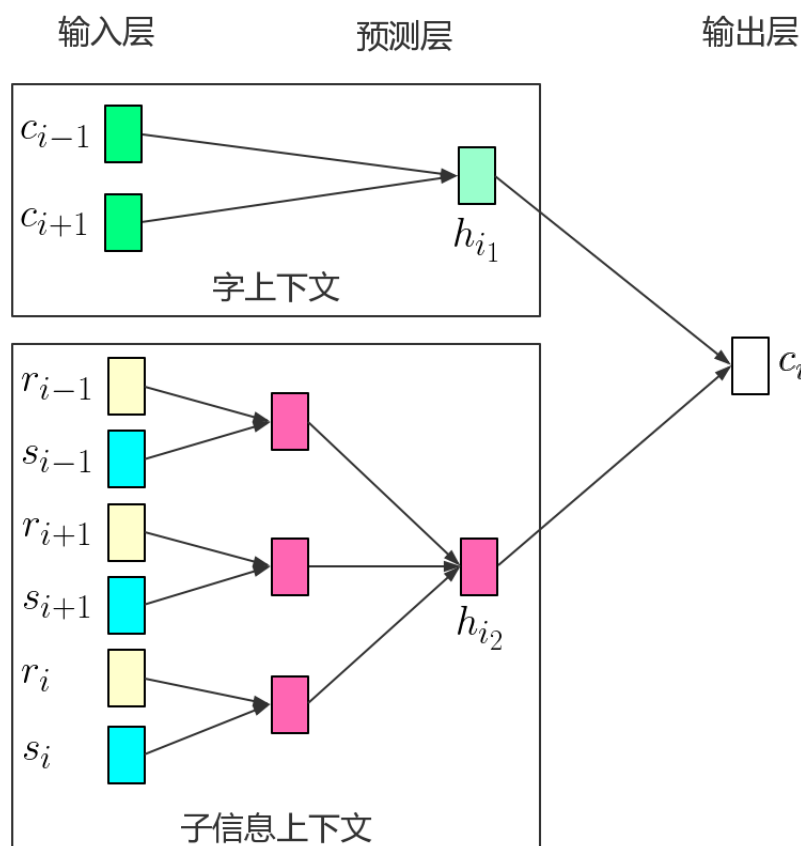 输入层 预测层 输出层
c_{i-1}
c_{i+1}
h_{i_1}
字上下文
r_{i-1}
s_{i-1}
r_{i+1}
s_{i+1}
r_i
s_i
h_{i_2}
c_i
子信息上下文